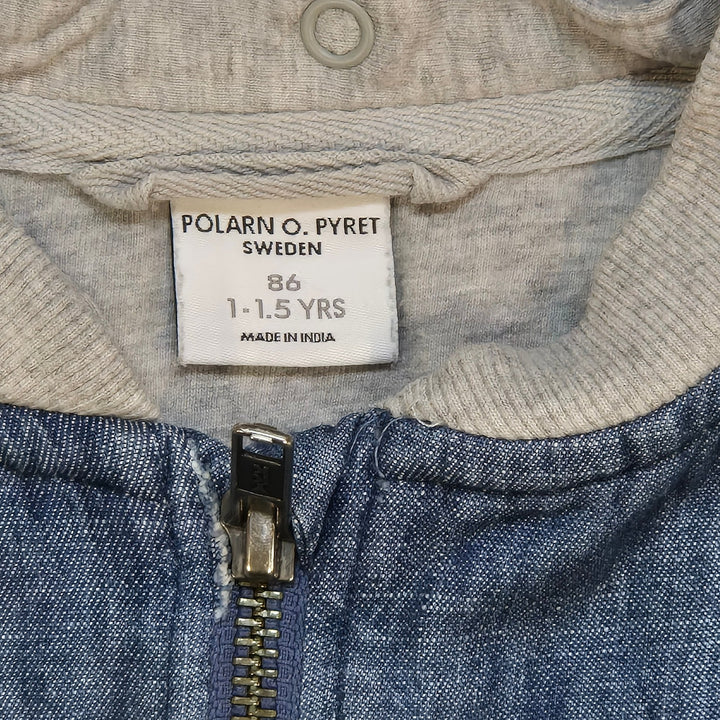 POLARN O. PYRET
SWEDEN
86
1-1.5 YRS
MADE IN INDIA